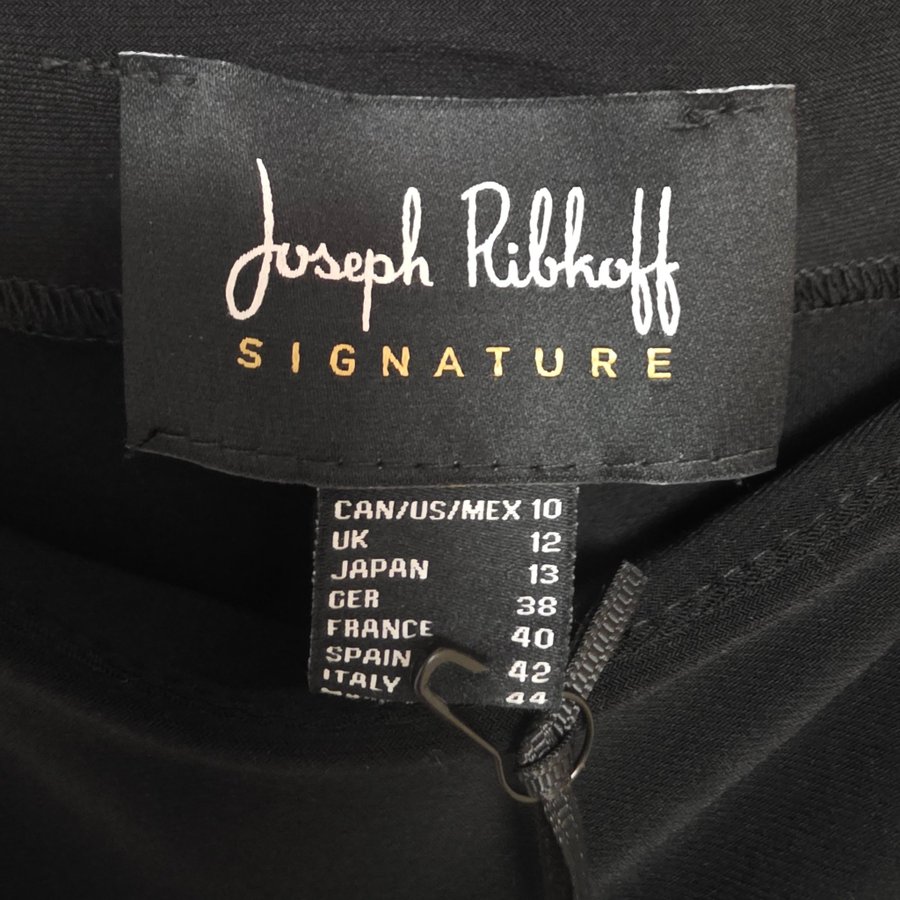 Joseph Ribkoff
SIGNATURE
CAN/US/MEX 10
UK 12
JAPAN 13
GER 38
FRANCE 40
SPAIN 42
ITALY 44